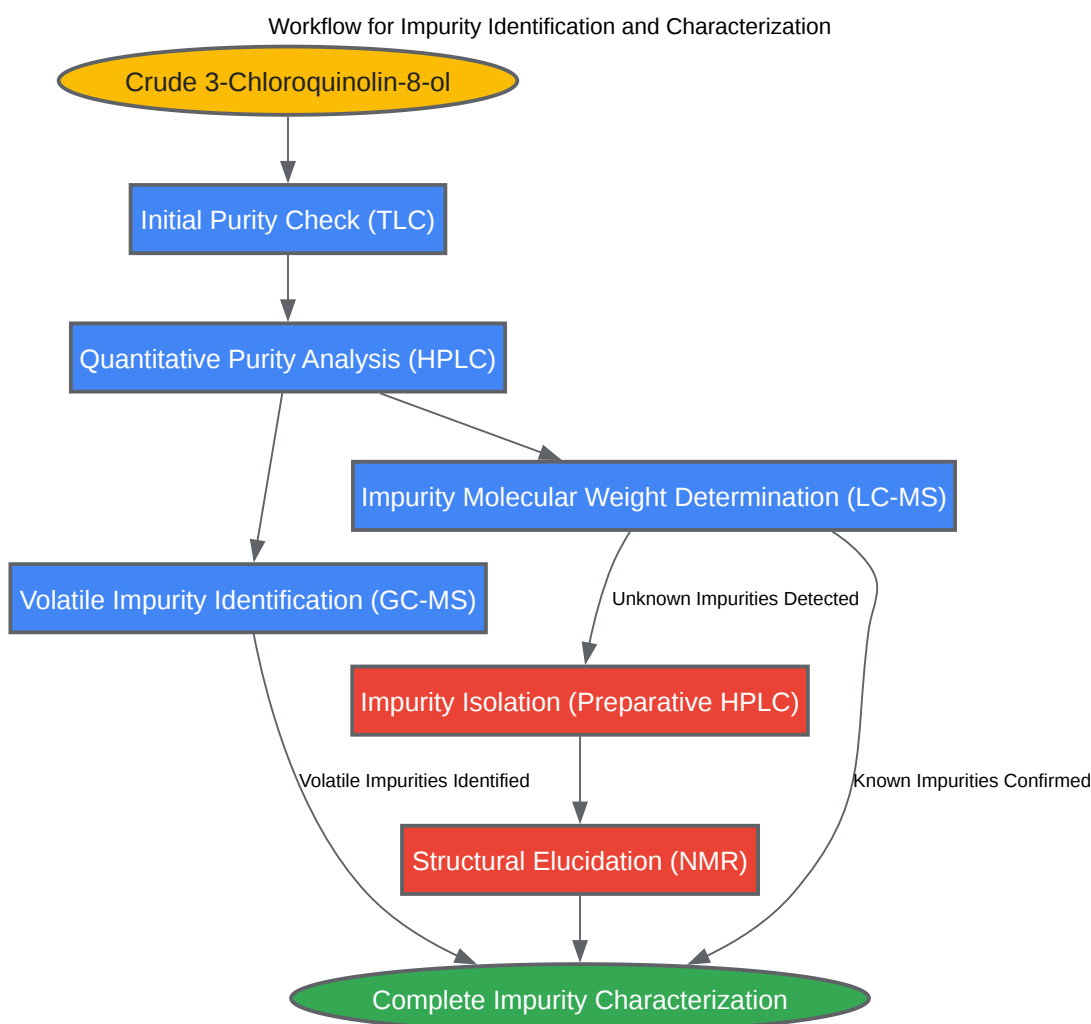 Workflow for Impurity Identification and Characterization
Crude 3-Chloroquinolin-8-ol
Initial Purity Check (TLC)
Quantitative Purity Analysis (HPLC)
Impurity Molecular Weight Determination (LC-MS)
Volatile Impurity Identification (GC-MS)
Unknown Impurities Detected
Impurity Isolation (Preparative HPLC)
Volatile Impurities Identified
Known Impurities Confirmed
Structural Elucidation (NMR)
Complete Impurity Characterization